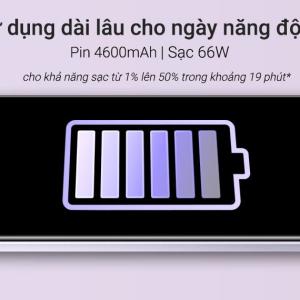 dụng dài lâu cho ngày năng độ
Pin 4600mAh | Sạc 66W
cho khả năng sạc từ 1% lên 50% trong khoảng 19 phút*